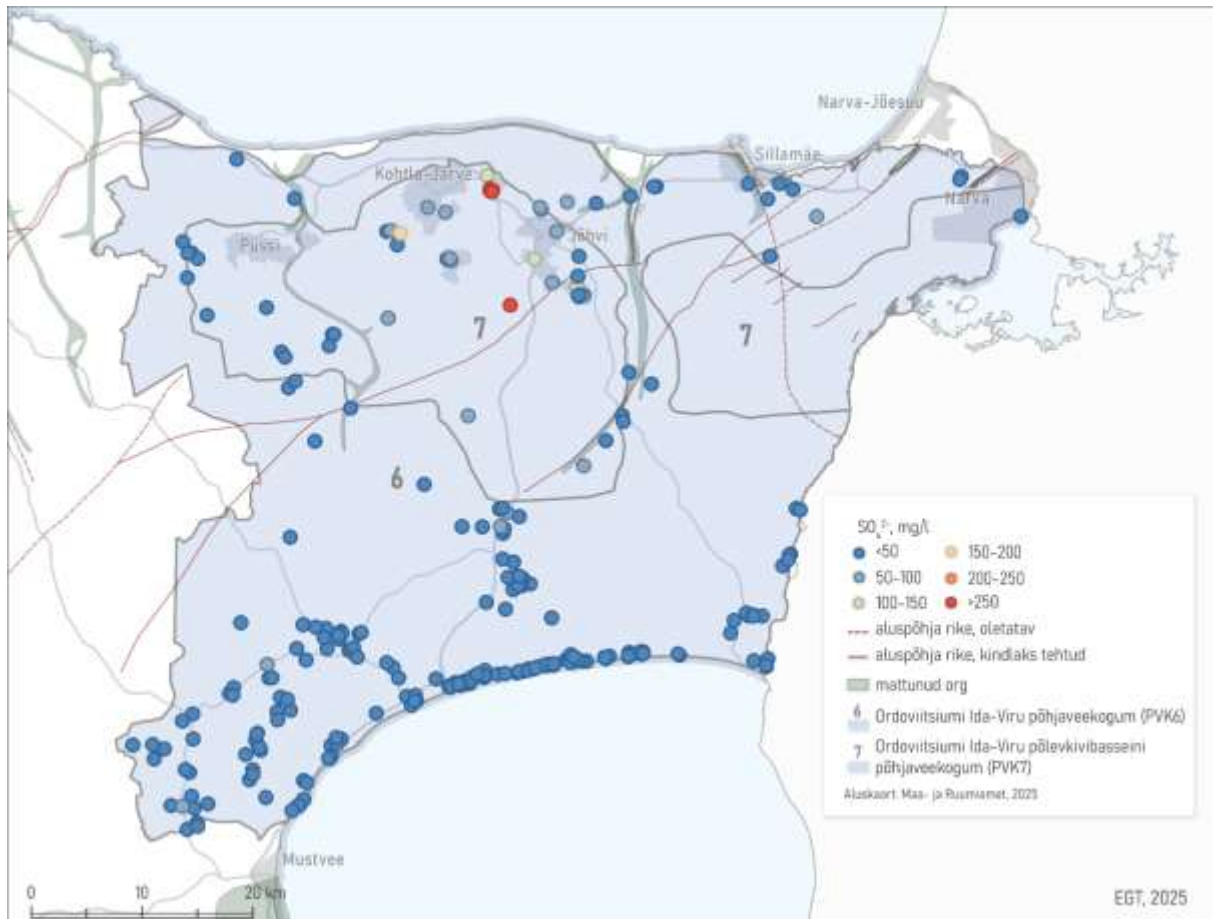 Narva-Jõesuu
Sillamäe
Kohtla-Järve
Narva
Püssi
Jõhvi
7
7
6
SO₄²⁻, mg/l
<50
150-200
50-100
200-250
100-150
>250
aluspõhja rike, oletatav
aluspõhja rike, kindlaks tehtud
mattunud org
6 Ordoviitsiumi Ida-Viru põhjaveekogum (PVK6)
7 Ordoviitsiumi Ida-Viru põlevkivibasseini
põhjaveekogum (PVK7)
Aluskaart: Maa- ja Ruumiamet, 2025
Mustvee
0 10 20 km
EGT, 2025